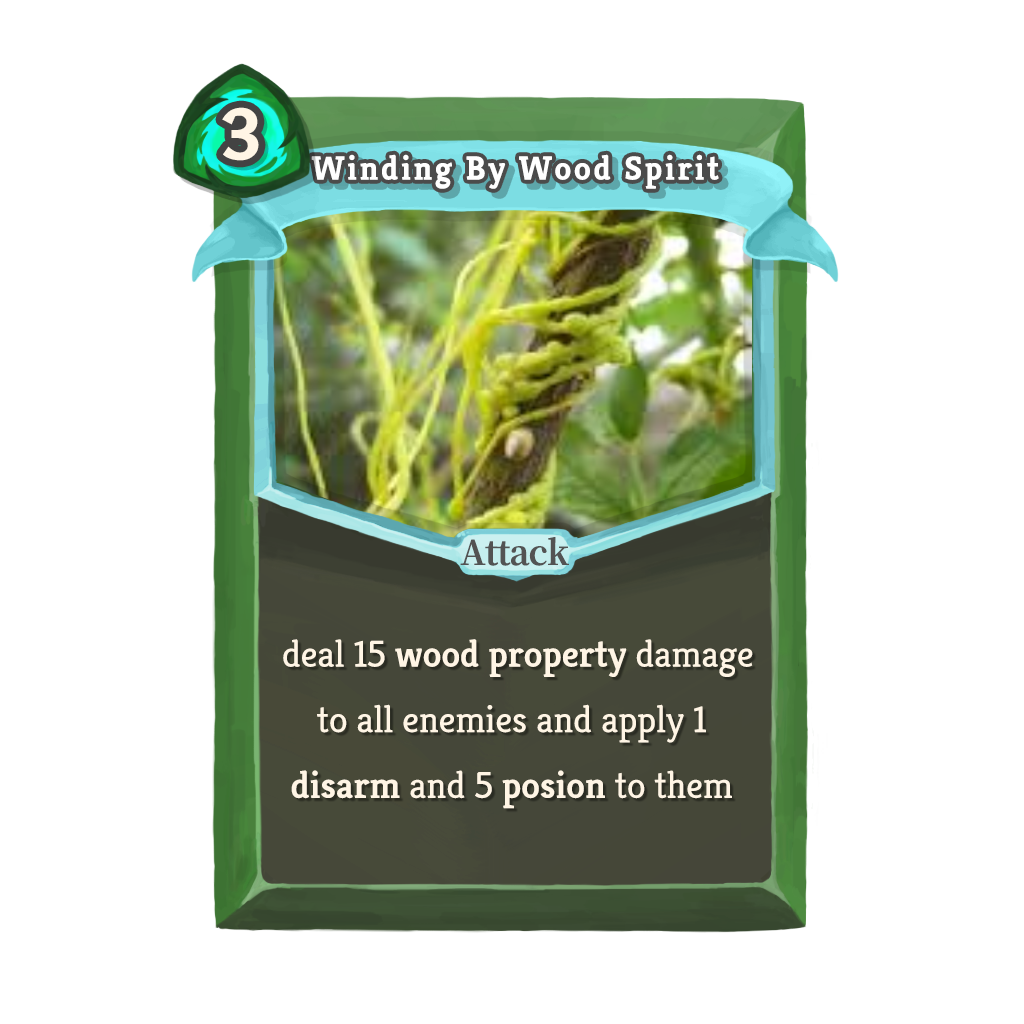 3
Winding By Wood Spirit
Attack
deal 15 wood property damage
to all enemies and apply 1
disarm and 5 posion to them